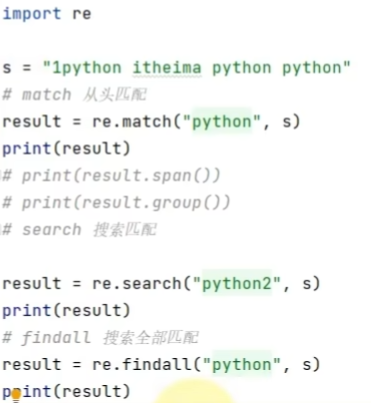 import re
s = "1python itheima python python"
# match 从头匹配
result = re.match("python", s)
print(result)
# print(result.span())
# print(result.group())
# search 搜索匹配
result = re.search("python2", s)
print(result)
# findall 搜索全部匹配
result = re.findall("python", s)
print(result)